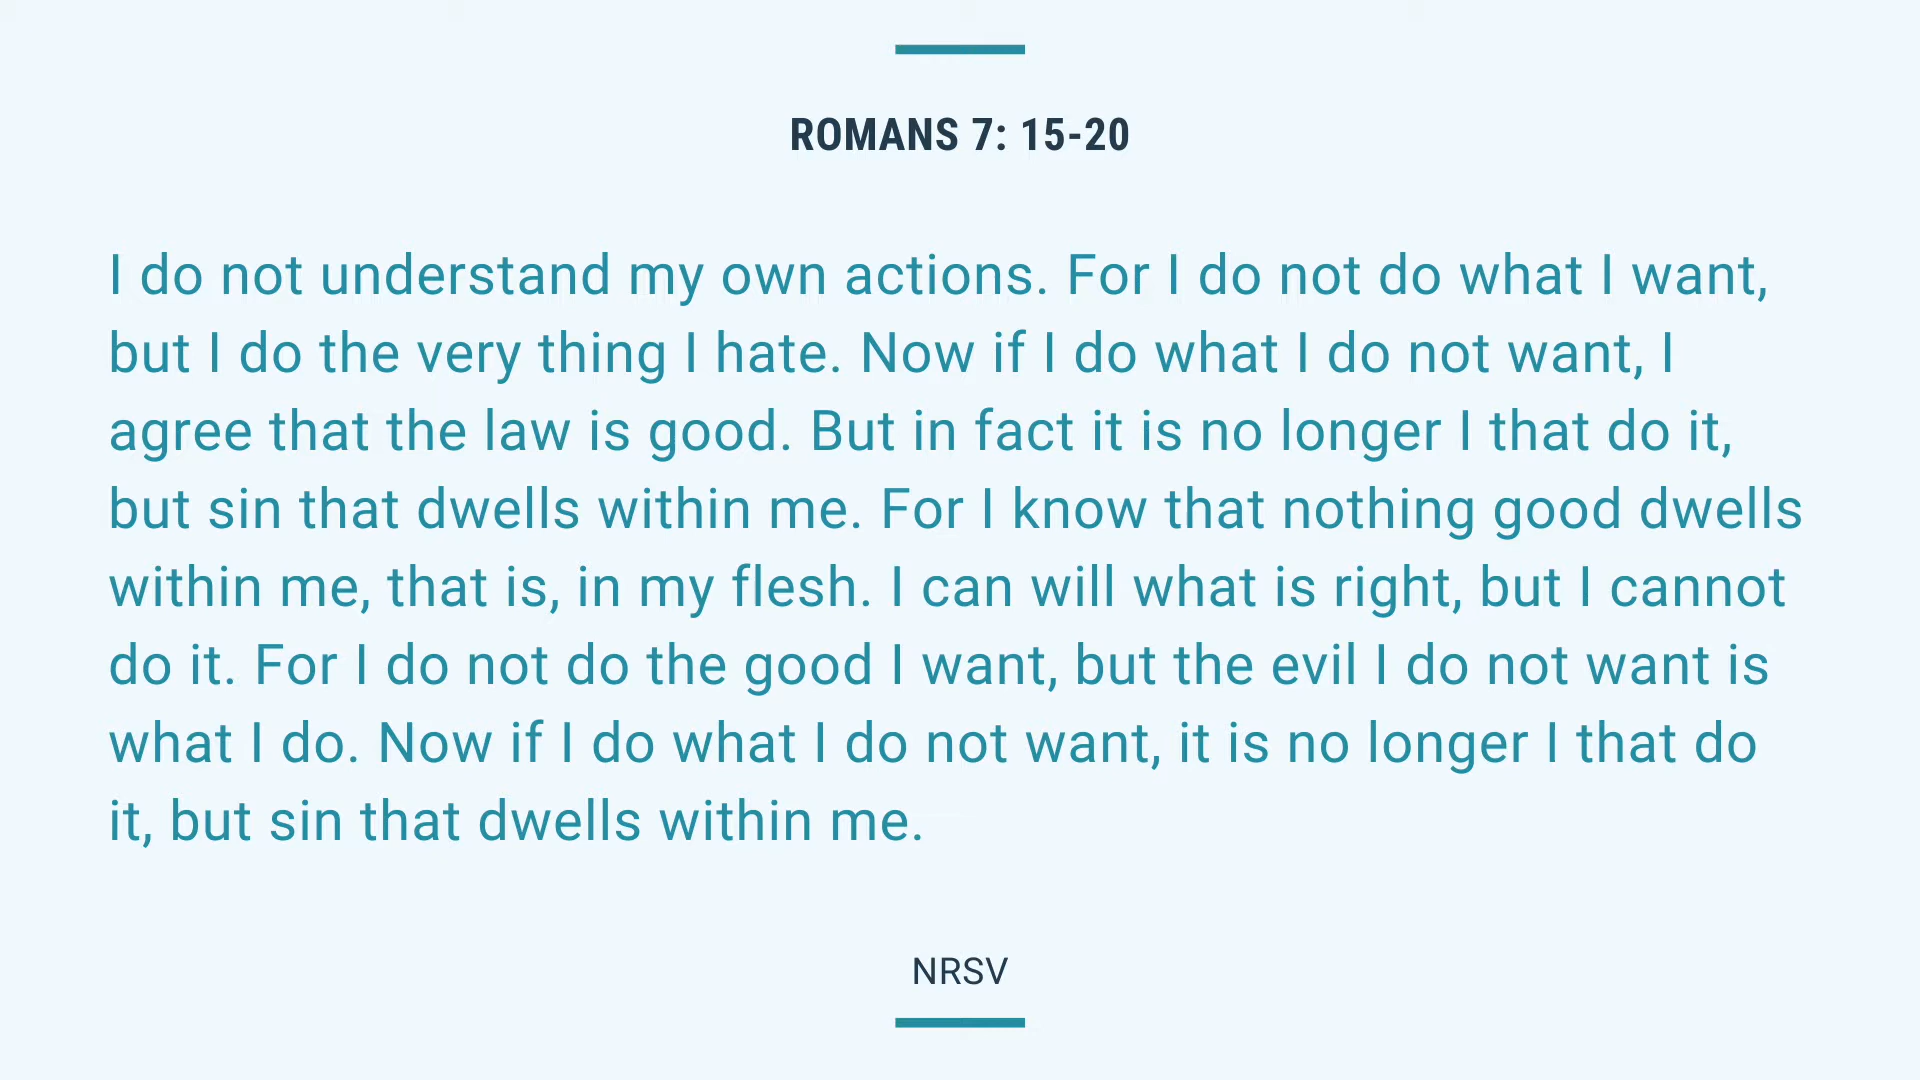 ROMANS 7: 15-20
I do not understand my own actions. For I do not do what I want,
but I do the very thing I hate. Now if I do what I do not want, I
agree that the law is good. But in fact it is no longer I that do it,
but sin that dwells within me. For I know that nothing good dwells
within me, that is, in my flesh. I can will what is right, but I cannot
do it. For I do not do the good I want, but the evil I do not want is
what I do. Now if I do what I do not want, it is no longer I that do
it, but sin that dwells within me.
NRSV